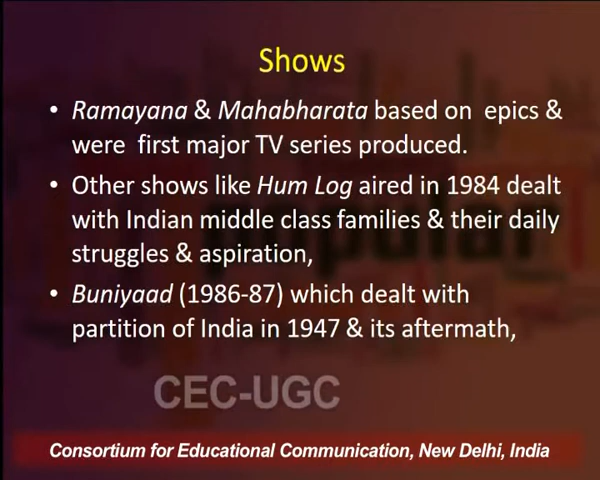 Shows
• Ramayana & Mahabharata based on epics &
were first major TV series produced.
• Other shows like Hum Log aired in 1984 dealt
with Indian middle class families & their daily
struggles & aspiration,
• Buniyaad (1986-87) which dealt with
partition of India in 1947 & its aftermath,
CEC-UGC
Consortium for Educational Communication, New Delhi, India